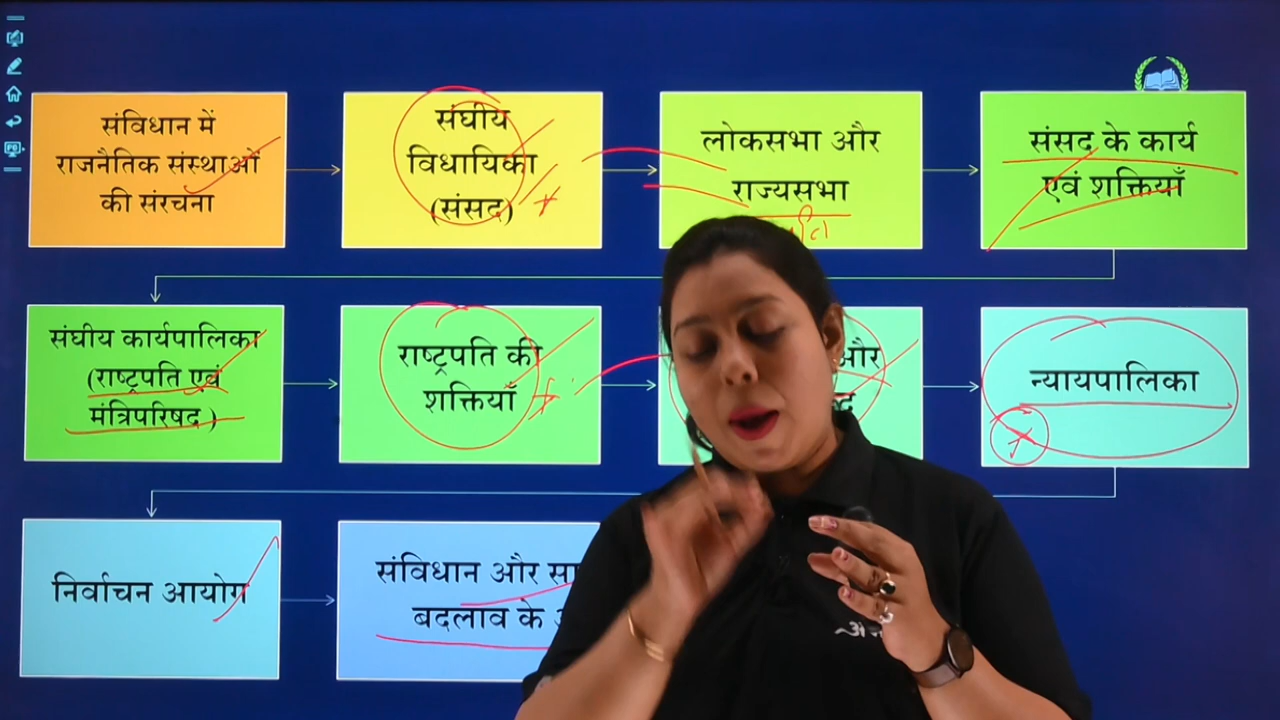 संविधान में
राजनैतिक संस्थाओं
की संरचना
संघीय
विधायिका
(संसद)
लोकसभा और
राज्यसभा
संसद के कार्य
एवं शक्तियाँ
संघीय कार्यपालिका
(राष्ट्रपति एवं
मंत्रिपरिषद )
राष्ट्रपति की
शक्तियाँ
और
न्यायपालिका
निर्वाचन आयोग
संविधान और
बदलाव के